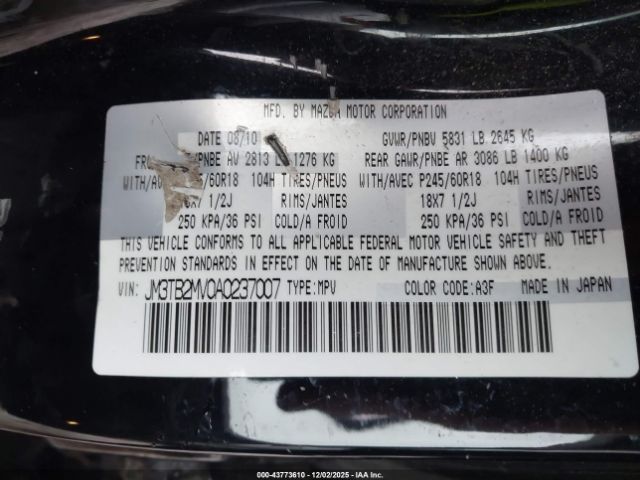 MFD. BY MAZDA MOTOR CORPORATION
DATE 08/10 GVWR/PNBV 5831 LB 2645 KG
/PNBE AV 2813 1276 KG REAR GAWR/PNBE AR 3086 LB 1400 KG
WITH/AVEC /60R18 104H TIRES/PNEUS WITH/AVEC P245/60R18 104H TIRES/PNEUS
1/2J RIMS/JANTES 18X7 1/2J RIMS/JANTES
250 KPA/36 PSI COLD/A FROID 250 KPA/36 PSI COLD/A FROID
THIS VEHICLE CONFORMS TO ALL APPLICABLE FEDERAL MOTOR VEHICLE SAFETY AND THEFT
PREVENTION STANDARDS IN EFFECT ON THE DATE OF MANUFACTURE SHOWN ABOVE.
VIN: JM3TB2MV0A0237007 TYPE: MPV COLOR CODE: A3F MADE IN JAPAN
000-43773610 - 12/02/2025 - IAA Inc.